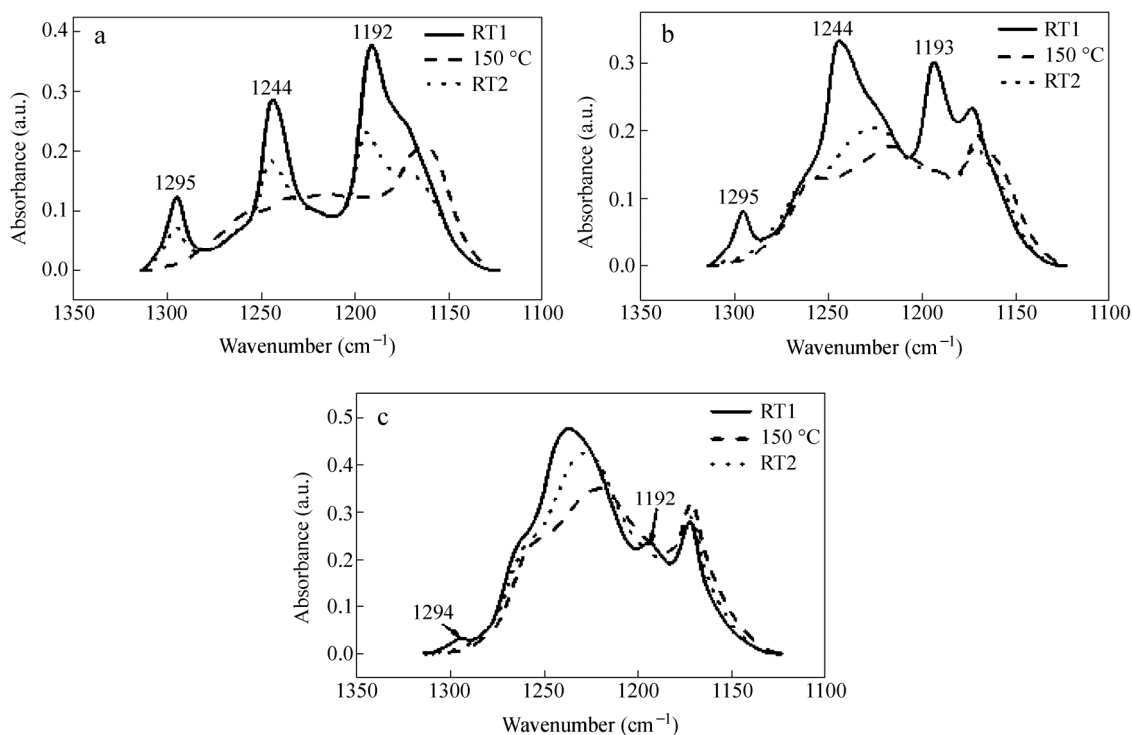 a
RT1
150 °C
RT2
1192
1244
1295
0.4
0.3
0.2
0.1
0.0
Absorbance (a.u.)
1350 1300 1250 1200 1150 1100
Wavenumber (cm⁻¹)
b
RT1
150 °C
RT2
1244
1193
1295
0.3
0.2
0.1
0.0
Absorbance (a.u.)
1350 1300 1250 1200 1150 1100
Wavenumber (cm⁻¹)
c
RT1
150 °C
RT2
1192
1294
0.5
0.4
0.3
0.2
0.1
0.0
Absorbance (a.u.)
1350 1300 1250 1200 1150 1100
Wavenumber (cm⁻¹)